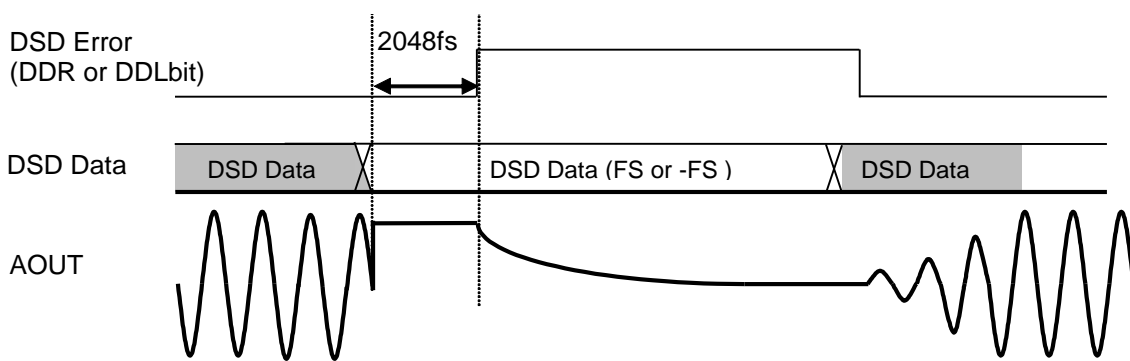 DSD Error
(DDR or DDLbit)
2048fs
DSD Data
DSD Data
DSD Data (FS or -FS )
DSD Data
AOUT